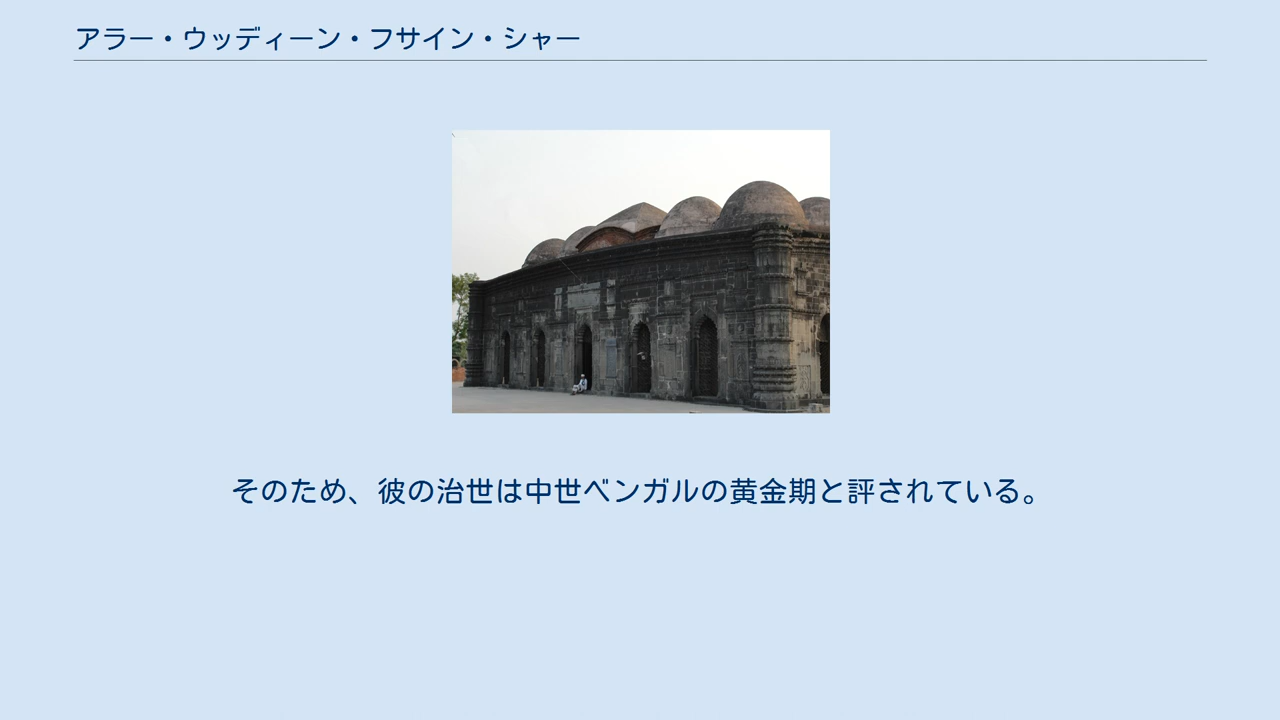 アラー・ウッディーン・フサイン・シャー
そのため、彼の治世は中世ベンガルの黄金期と評されている。